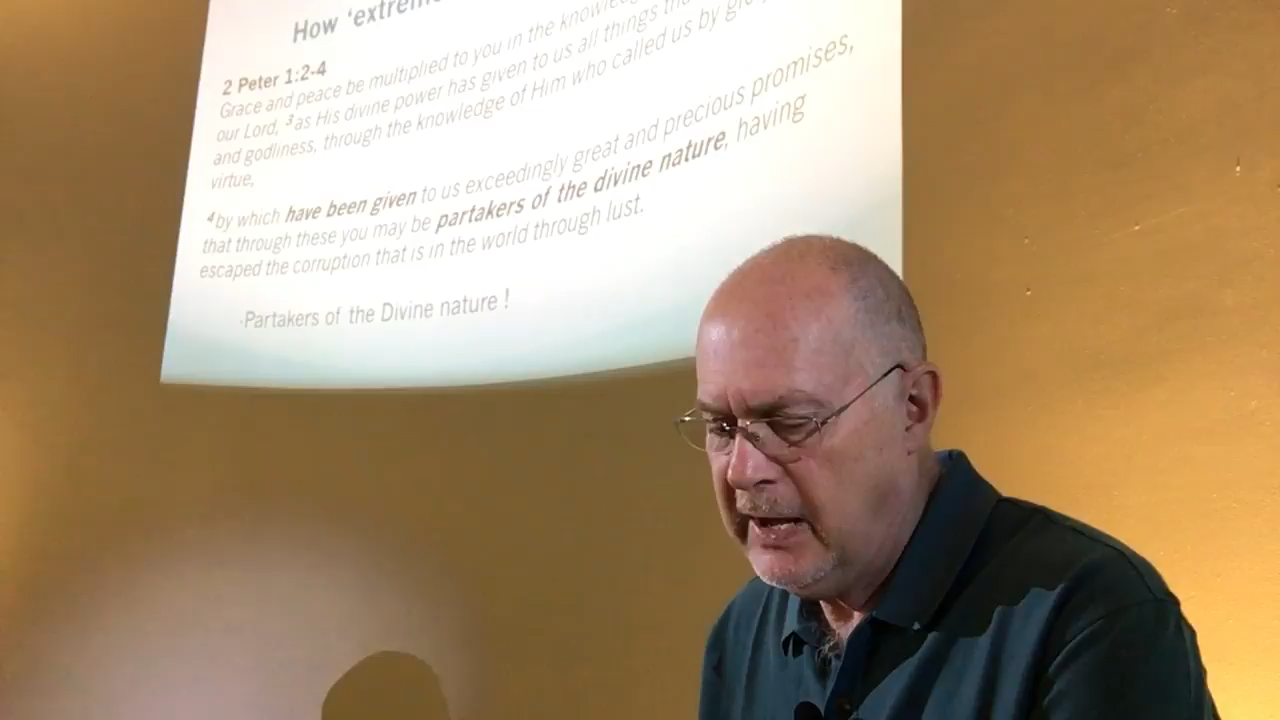 How ‘extrem
2 Peter 1:2-4
Grace and peace be multiplied to you in the knowled
our Lord, ³as His divine power has given to us all things tha
and godliness, through the knowledge of Him who called us by glo
virtue,
⁴by which have been given to us exceedingly great and precious promises,
that through these you may be partakers of the divine nature, having
escaped the corruption that is in the world through lust.
·Partakers of the Divine nature !